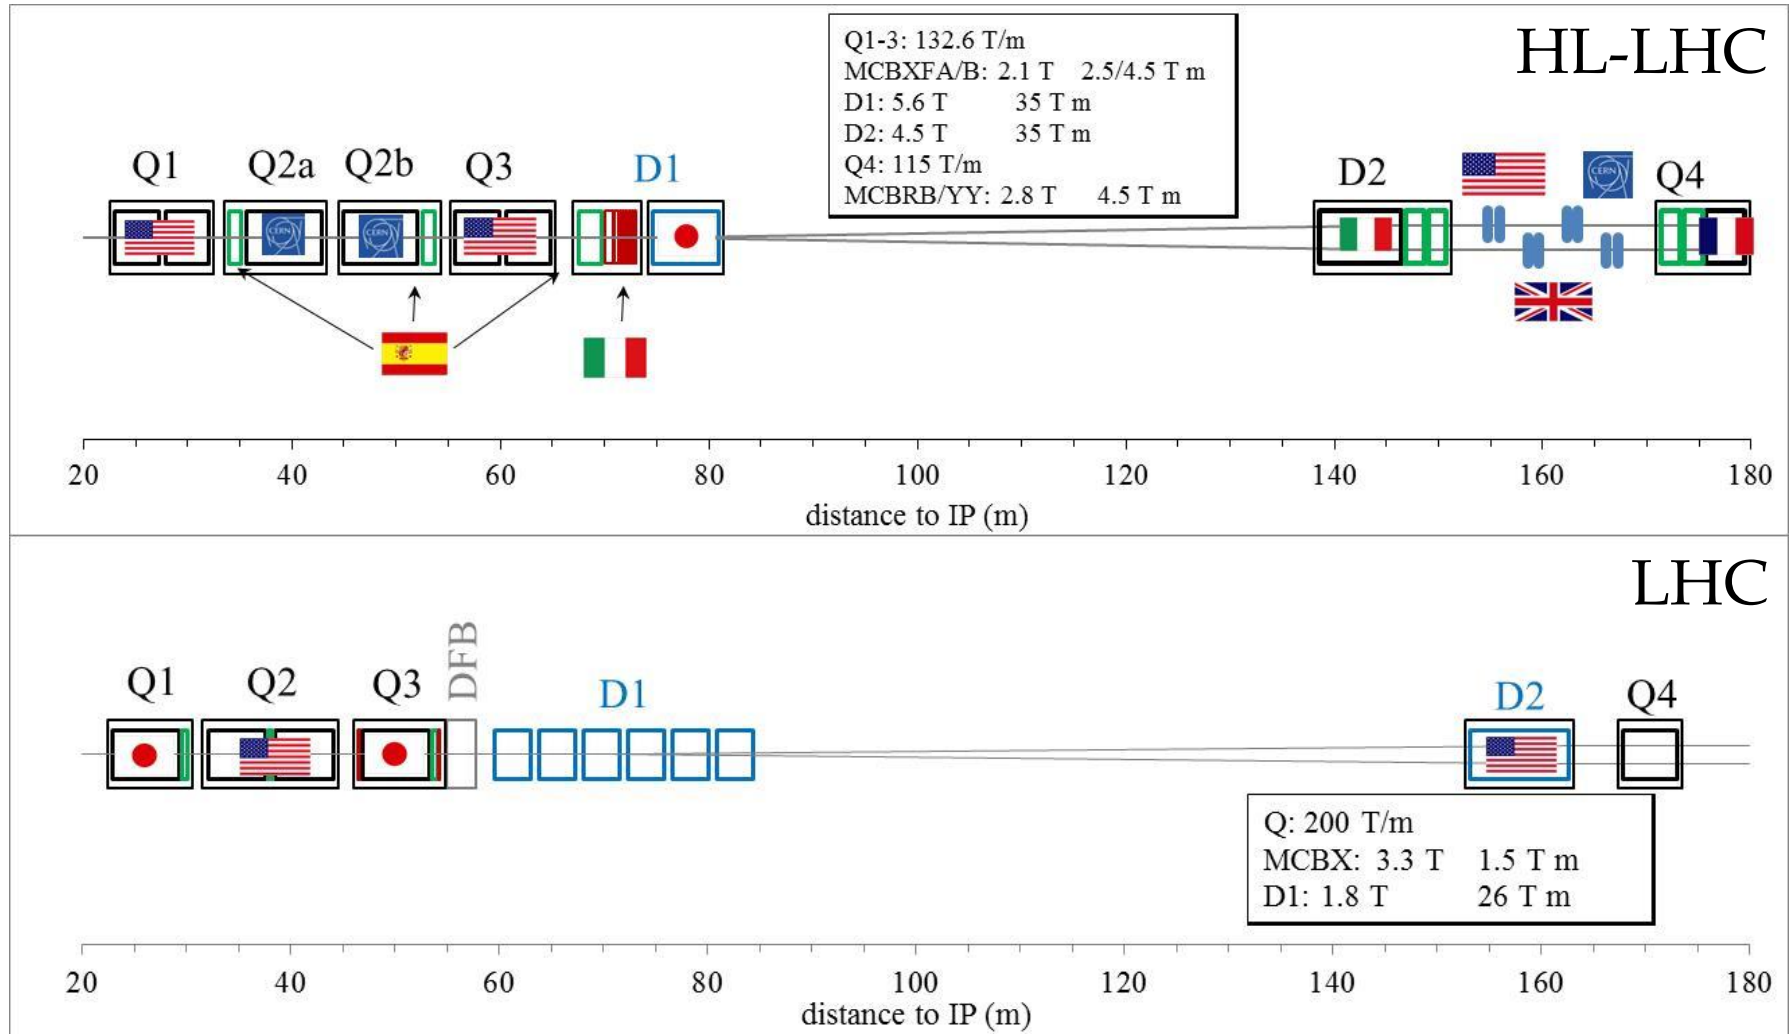 HL-LHC
Q1-3: 132.6 T/m
MCBXFA/B: 2.1 T 2.5/4.5 T m
D1: 5.6 T 35 T m
D2: 4.5 T 35 T m
Q4: 115 T/m
MCBRB/YY: 2.8 T 4.5 T m
Q1 Q2a Q2b Q3 D1 D2 Q4
CERN
CERN
CERN
20 40 60 80 100 120 140 160 180
distance to IP (m)
LHC
Q1 Q2 Q3 DFB D1 D2 Q4
Q: 200 T/m
MCBX: 3.3 T 1.5 T m
D1: 1.8 T 26 T m
20 40 60 80 100 120 140 160 180
distance to IP (m)